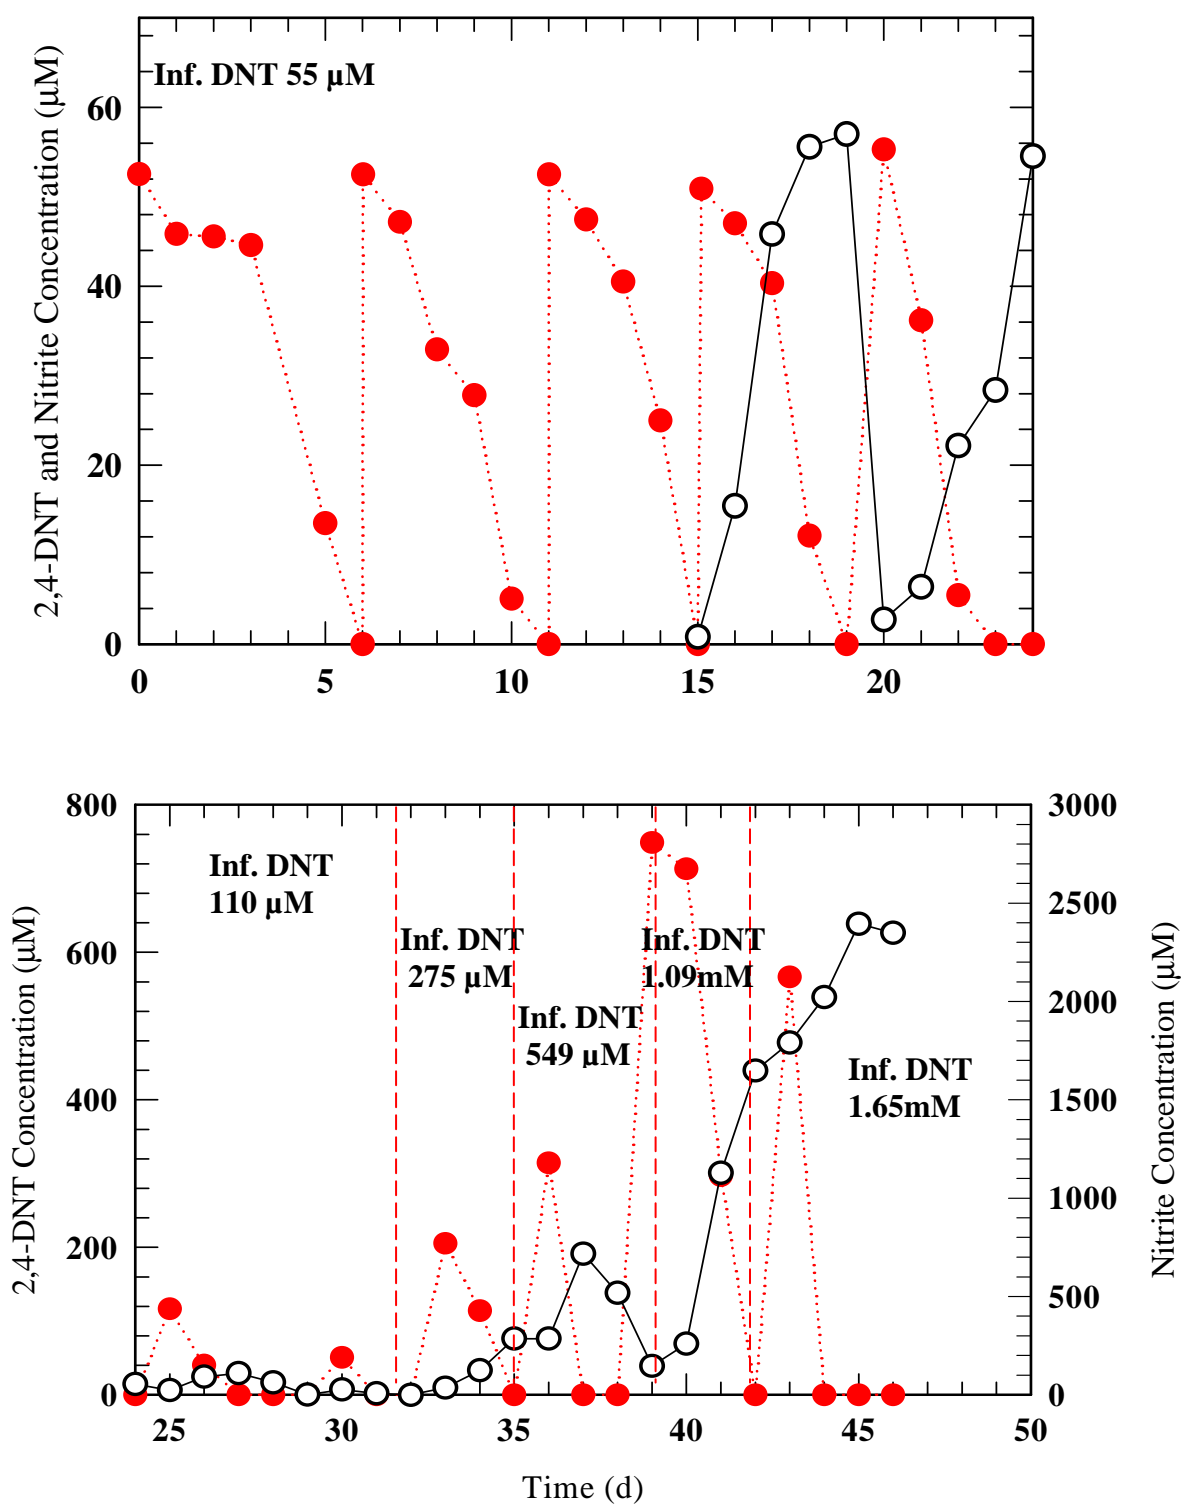 2,4-DNT and Nitrite Concentration (µM)
Inf. DNT 55 µM
60
40
20
0
0 5 10 15 20
2,4-DNT Concentration (µM)
800
600
400
200
0
Inf. DNT
110 µM
Inf. DNT
275 µM
Inf. DNT
549 µM
Inf. DNT
1.09mM
Inf. DNT
1.65mM
3000
2500
2000
1500
1000
500
0
Nitrite Concentration (µM)
25 30 35 40 45 50
Time (d)